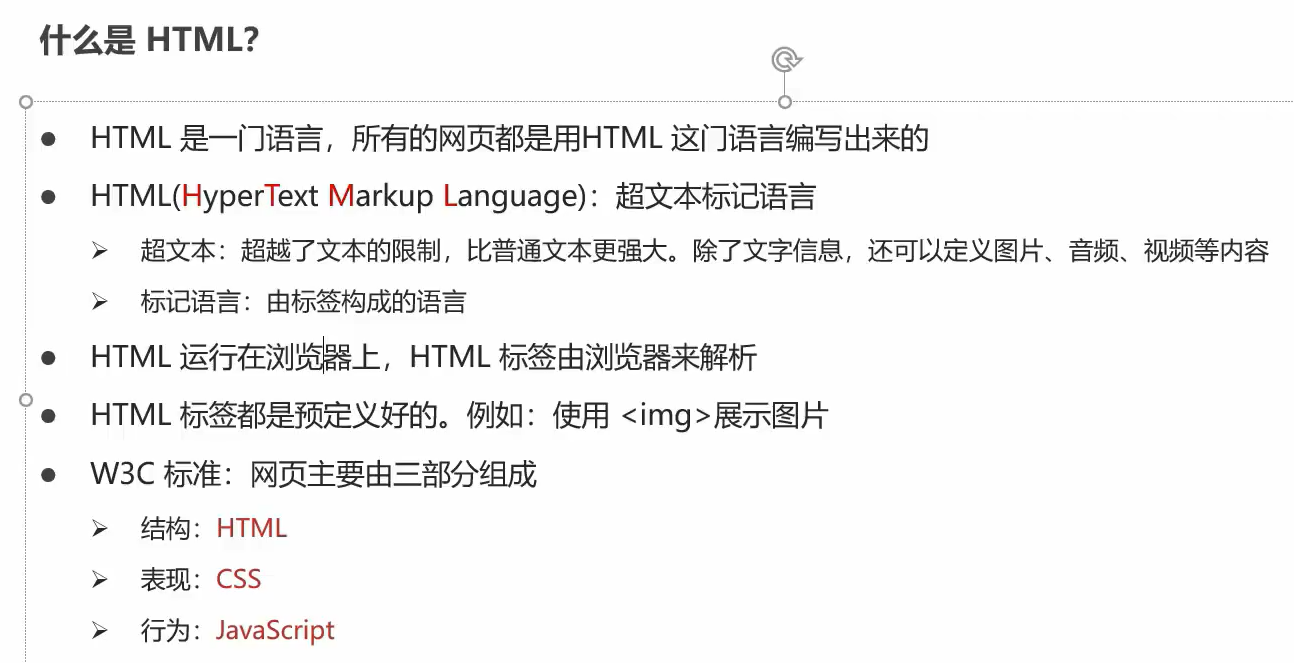 什么是 HTML?
● HTML 是一门语言，所有的网页都是用HTML 这门语言编写出来的
● HTML(HyperText Markup Language)：超文本标记语言
➢ 超文本：超越了文本的限制，比普通文本更强大。除了文字信息，还可以定义图片、音频、视频等内容
➢ 标记语言：由标签构成的语言
● HTML 运行在浏览器上，HTML 标签由浏览器来解析
● HTML 标签都是预定义好的。例如：使用 <img>展示图片
● W3C 标准：网页主要由三部分组成
➢ 结构：HTML
➢ 表现：CSS
➢ 行为：JavaScript